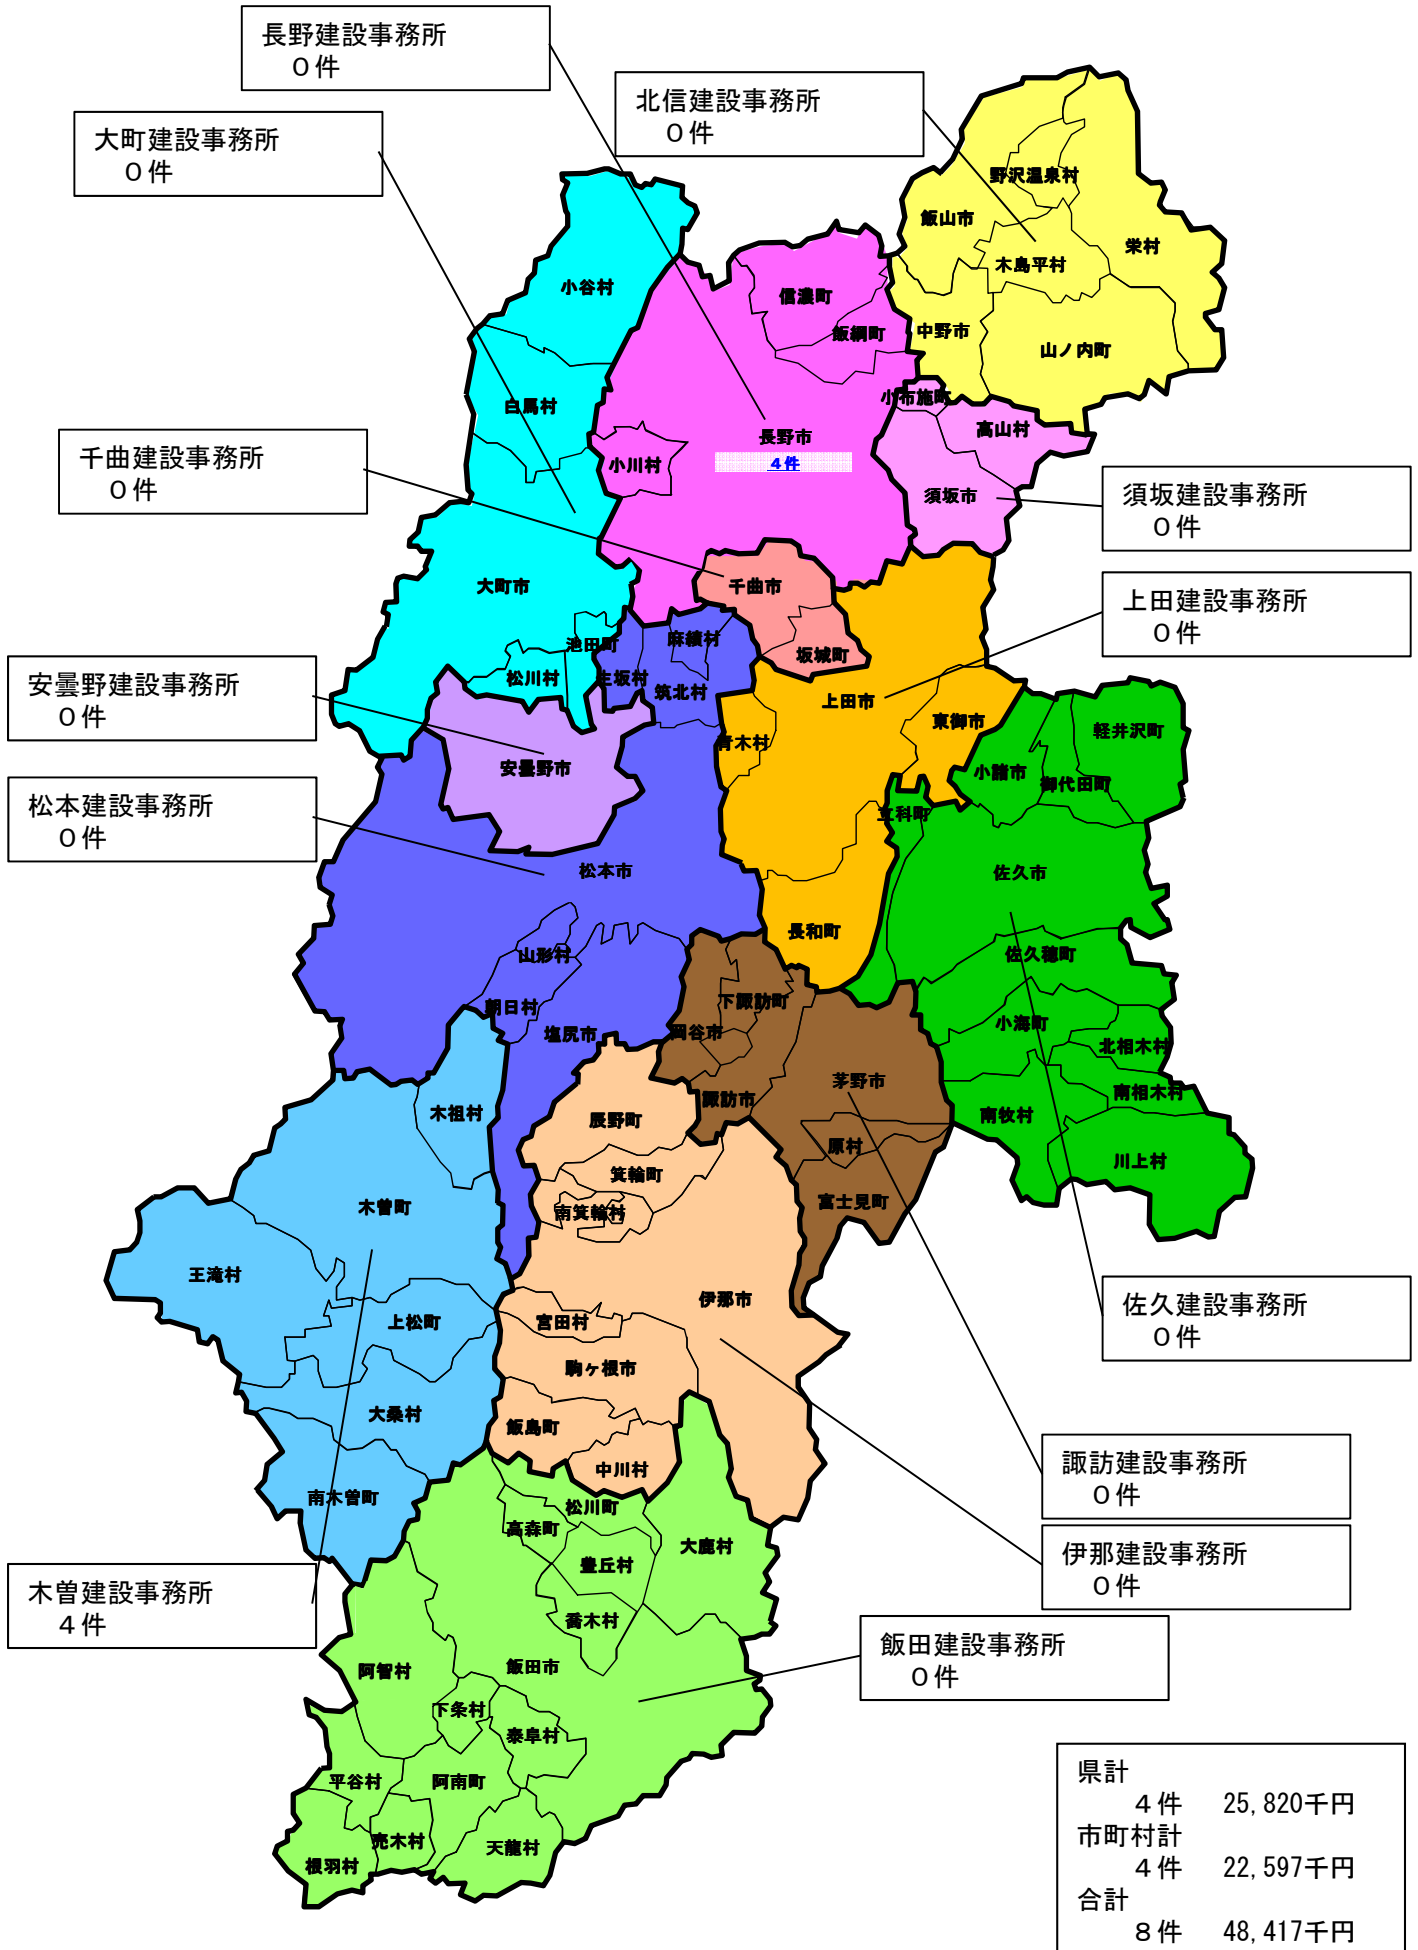 長野建設事務所
０件
北信建設事務所
０件
大町建設事務所
０件
野沢温泉村
飯山市
栄村
木島平村
小谷村
信濃町
飯綱町
中野市
山ノ内町
白馬村
小布施町
高山村
長野市
４件
小川村
千曲建設事務所
０件
須坂市
須坂建設事務所
０件
大町市
千曲市
上田建設事務所
０件
池田町
麻績村
坂城町
安曇野建設事務所
０件
松川村
生坂村
筑北村
上田市
東御市
軽井沢町
青木村
安曇野市
小諸市
御代田町
松本建設事務所
０件
立科町
松本市
佐久市
長和町
山形村
佐久穂町
朝日村
下諏訪町
塩尻市
岡谷市
小海町
北相木村
茅野市
諏訪市
南相木村
木祖村
辰野町
南牧村
原村
川上村
箕輪町
木曽町
南箕輪村
富士見町
王滝村
伊那市
佐久建設事務所
０件
上松町
宮田村
駒ヶ根市
大桑村
飯島町
中川村
諏訪建設事務所
０件
南木曽町
松川町
高森町
大鹿村
豊丘村
伊那建設事務所
０件
木曽建設事務所
４件
喬木村
飯田建設事務所
０件
阿智村
飯田市
下条村
泰阜村
平谷村
阿南町
売木村
天龍村
根羽村
県計
４件 25,820千円
市町村計
４件 22,597千円
合計
８件 48,417千円